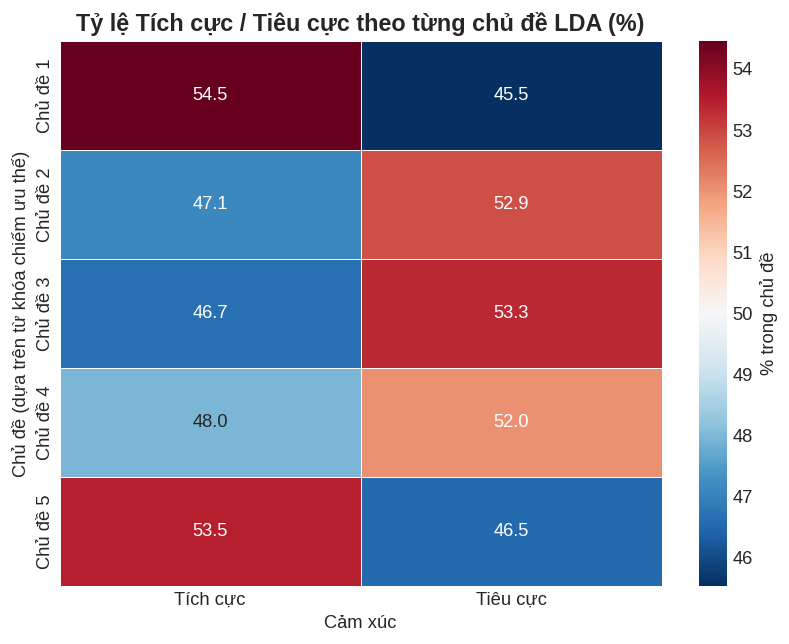 Tỷ lệ Tích cực / Tiêu cực theo từng chủ đề LDA (%)
Chủ đề (dựa trên từ khóa chiếm ưu thế)
Chủ đề 1
54.5 45.5
Chủ đề 2
47.1 52.9
Chủ đề 3
46.7 53.3
Chủ đề 4
48.0 52.0
Chủ đề 5
53.5 46.5
Tích cực Tiêu cực
Cảm xúc
54
53
52
51
50
49
48
47
46
% trong chủ đề